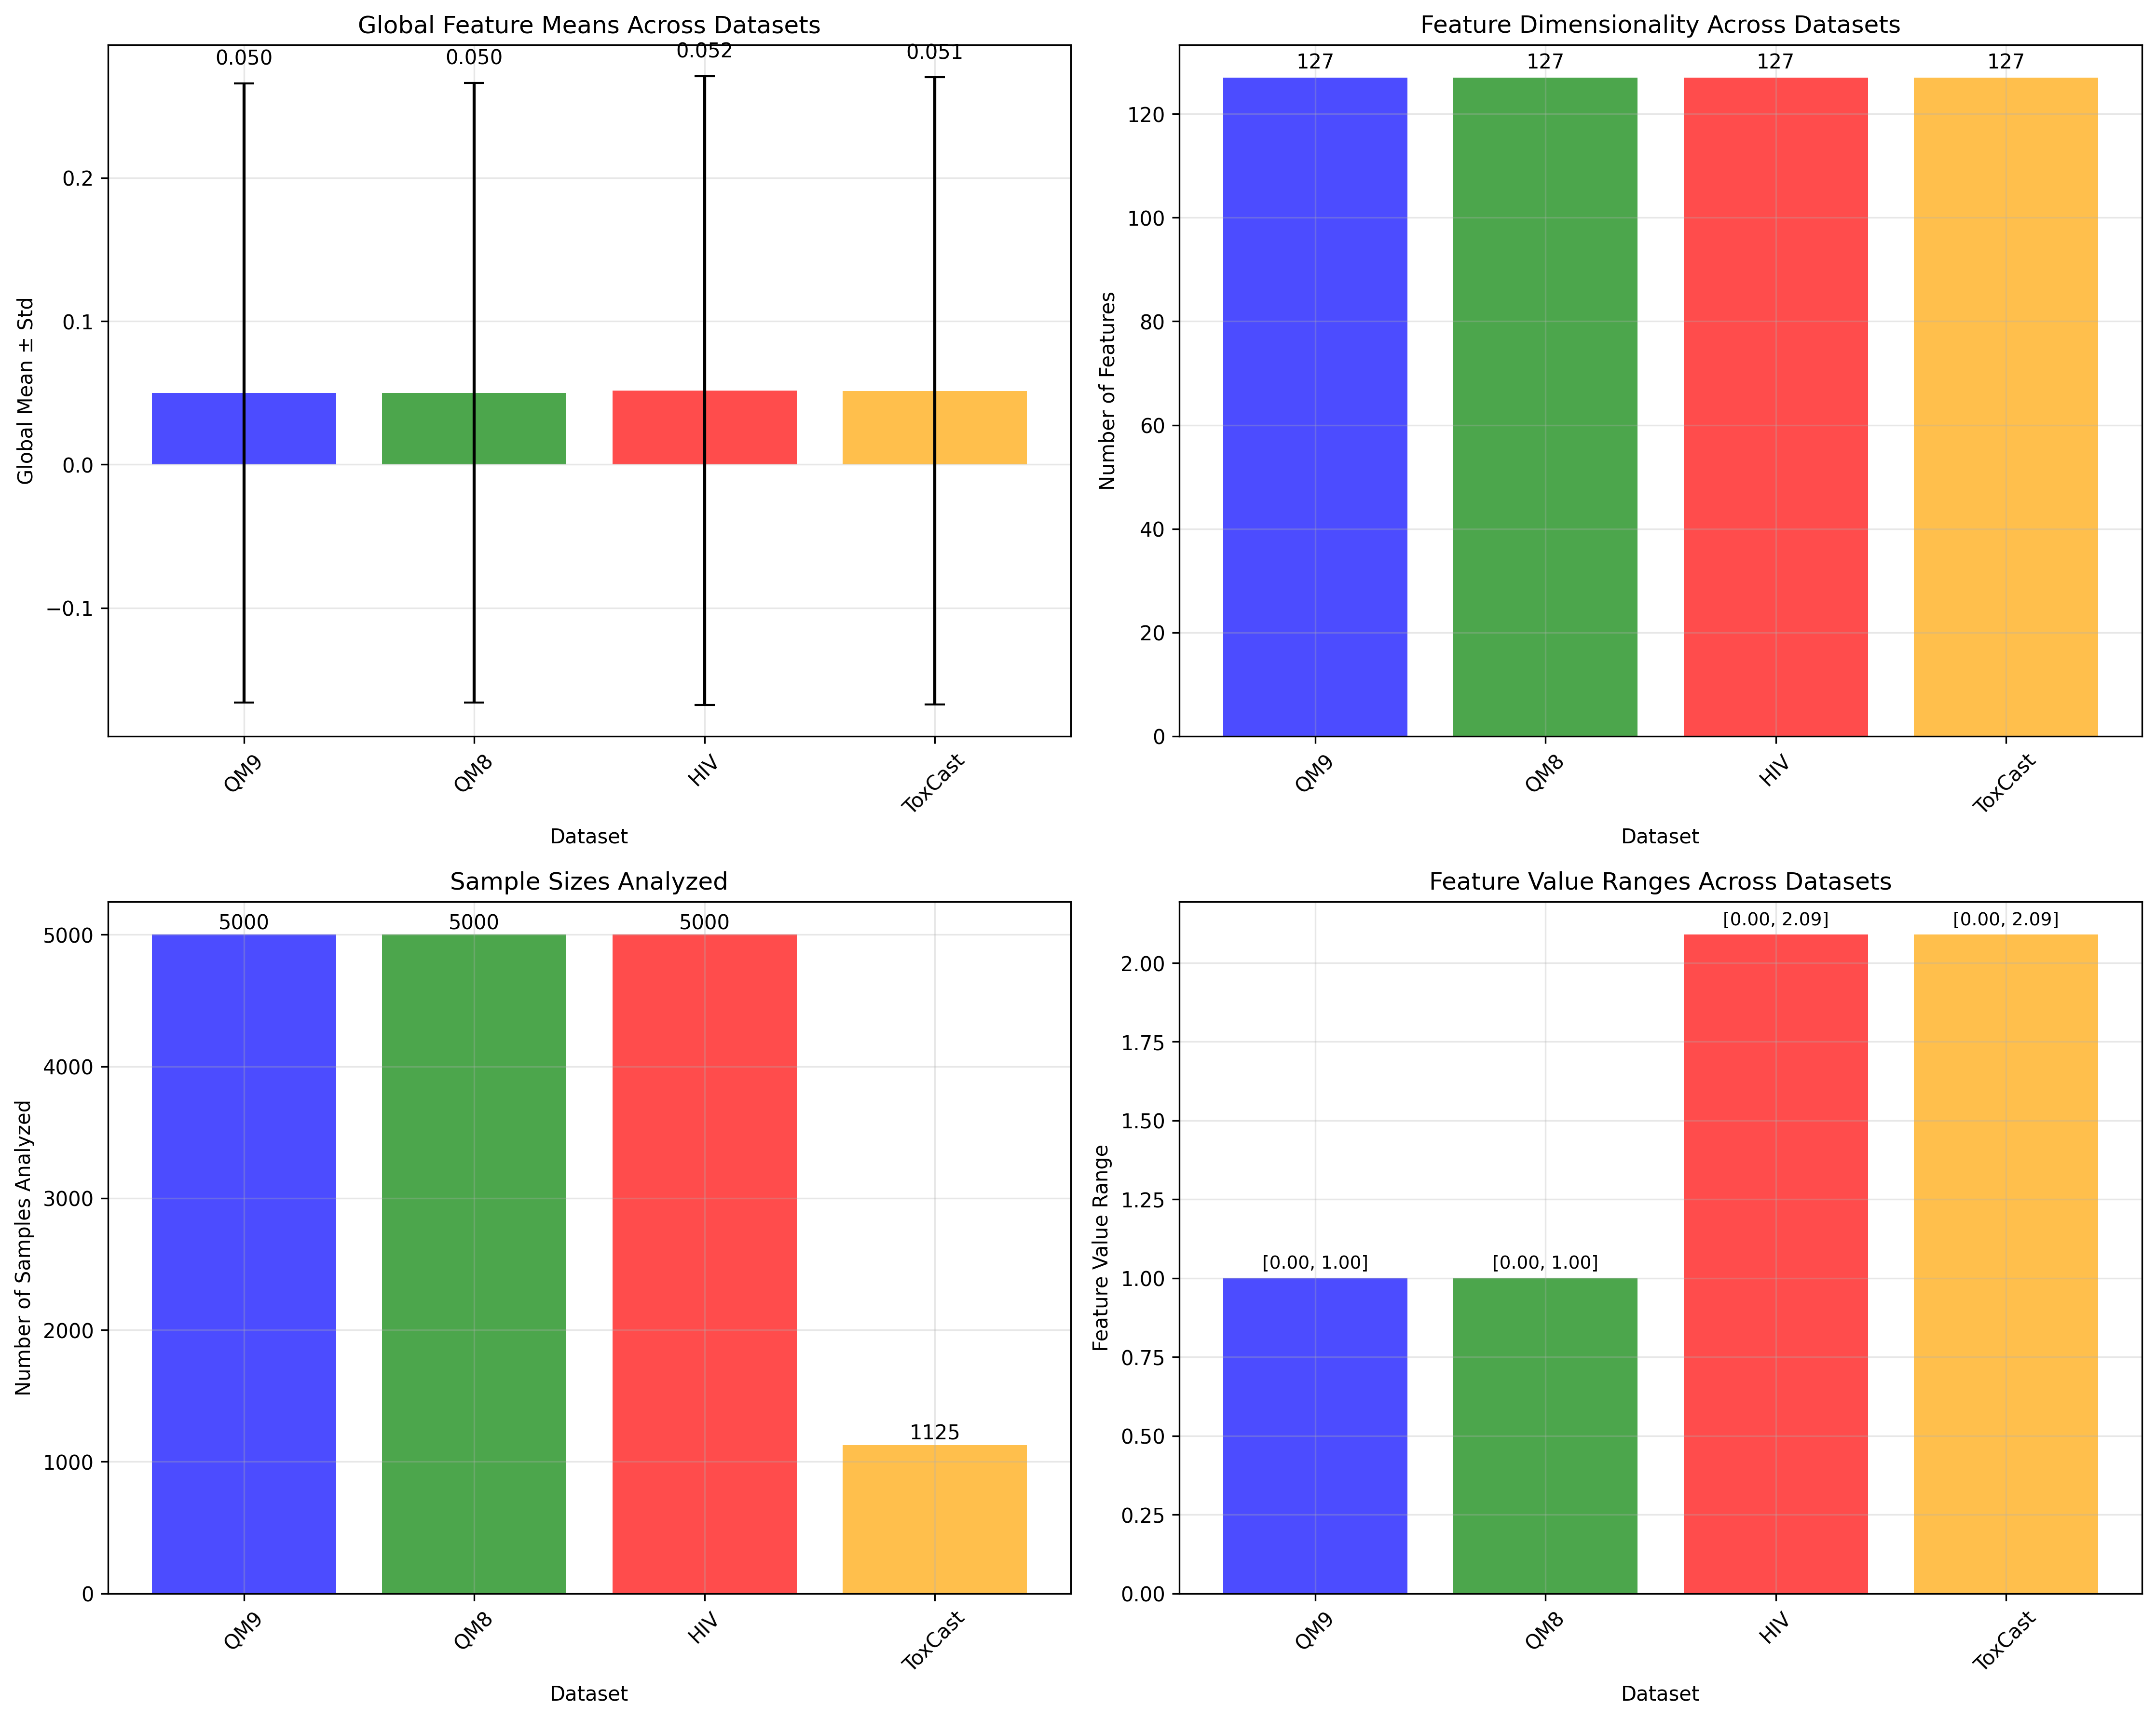 Global Feature Means Across Datasets
0.050
0.050
0.052
0.051
Global Mean ± Std
0.2
0.1
0.0
−0.1
QM9
QM8
HIV
ToxCast
Dataset
Feature Dimensionality Across Datasets
127
127
127
127
Number of Features
120
100
80
60
40
20
0
QM9
QM8
HIV
ToxCast
Dataset
Sample Sizes Analyzed
5000
5000
5000
1125
Number of Samples Analyzed
5000
4000
3000
2000
1000
0
QM9
QM8
HIV
ToxCast
Dataset
Feature Value Ranges Across Datasets
[0.00, 1.00]
[0.00, 1.00]
[0.00, 2.09]
[0.00, 2.09]
Feature Value Range
2.00
1.75
1.50
1.25
1.00
0.75
0.50
0.25
0.00
QM9
QM8
HIV
ToxCast
Dataset